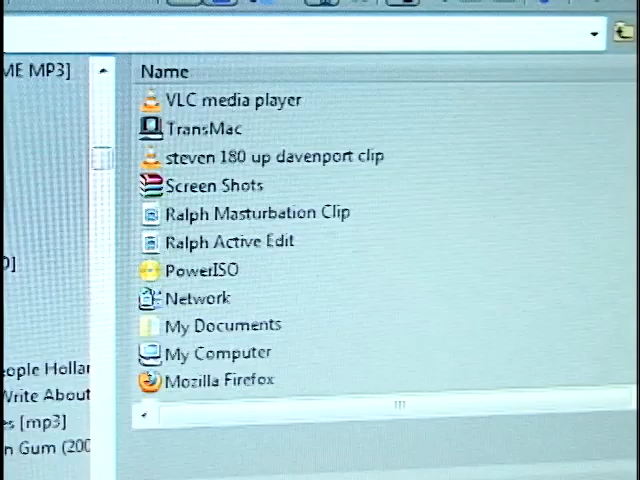 ME MP3]
Name
VLC media player
TransMac
steven 180 up davenport clip
Screen Shots
Ralph Masturbation Clip
Ralph Active Edit
PowerISO
Network
My Documents
My Computer
Mozilla Firefox
eople Hollar
Write About
es [mp3]
n Gum (200